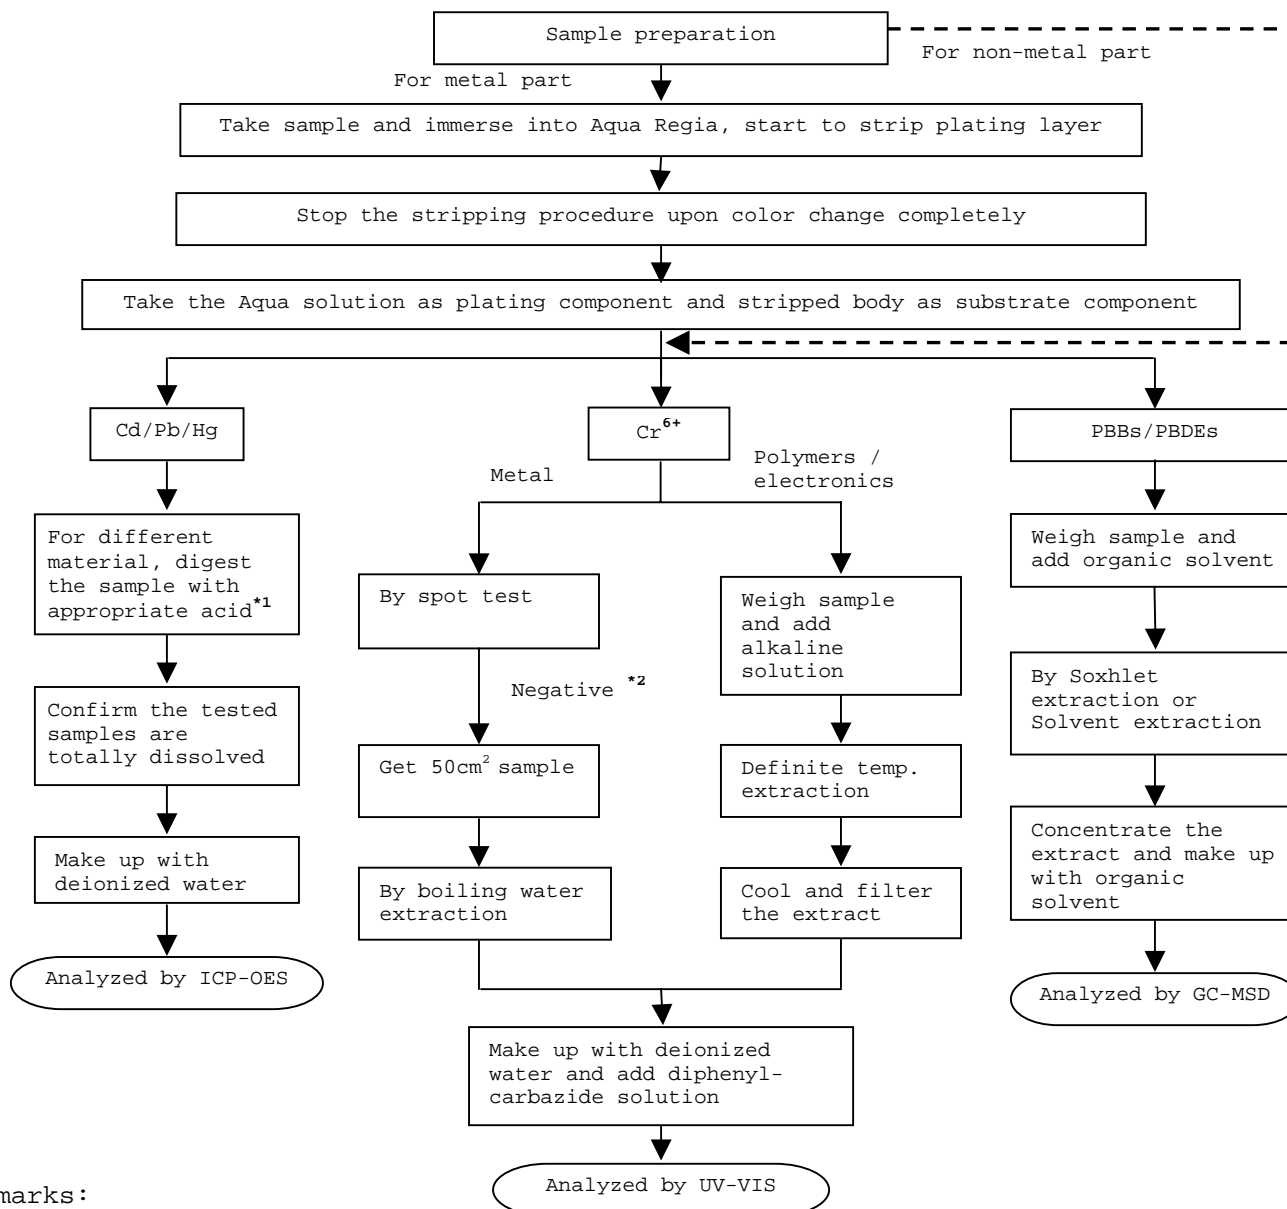 Sample preparation
For non-metal part
For metal part
Take sample and immerse into Aqua Regia, start to strip plating layer
Stop the stripping procedure upon color change completely
Take the Aqua solution as plating component and stripped body as substrate component
Cd/Pb/Hg
Cr6+
PBBs/PBDEs
Metal
Polymers /
electronics
For different
material, digest
the sample with
appropriate acid*1
Confirm the tested
samples are
totally dissolved
Make up with
deionized water
Analyzed by ICP-OES
By spot test
Negative *2
Get 50cm2 sample
By boiling water
extraction
Weigh sample
and add
alkaline
solution
Definite temp.
extraction
Cool and filter
the extract
Make up with deionized
water and add diphenyl-
carbazide solution
Analyzed by UV-VIS
Weigh sample and
add organic solvent
By Soxhlet
extraction or
Solvent extraction
Concentrate the
extract and make up
with organic
solvent
Analyzed by GC-MSD
marks: